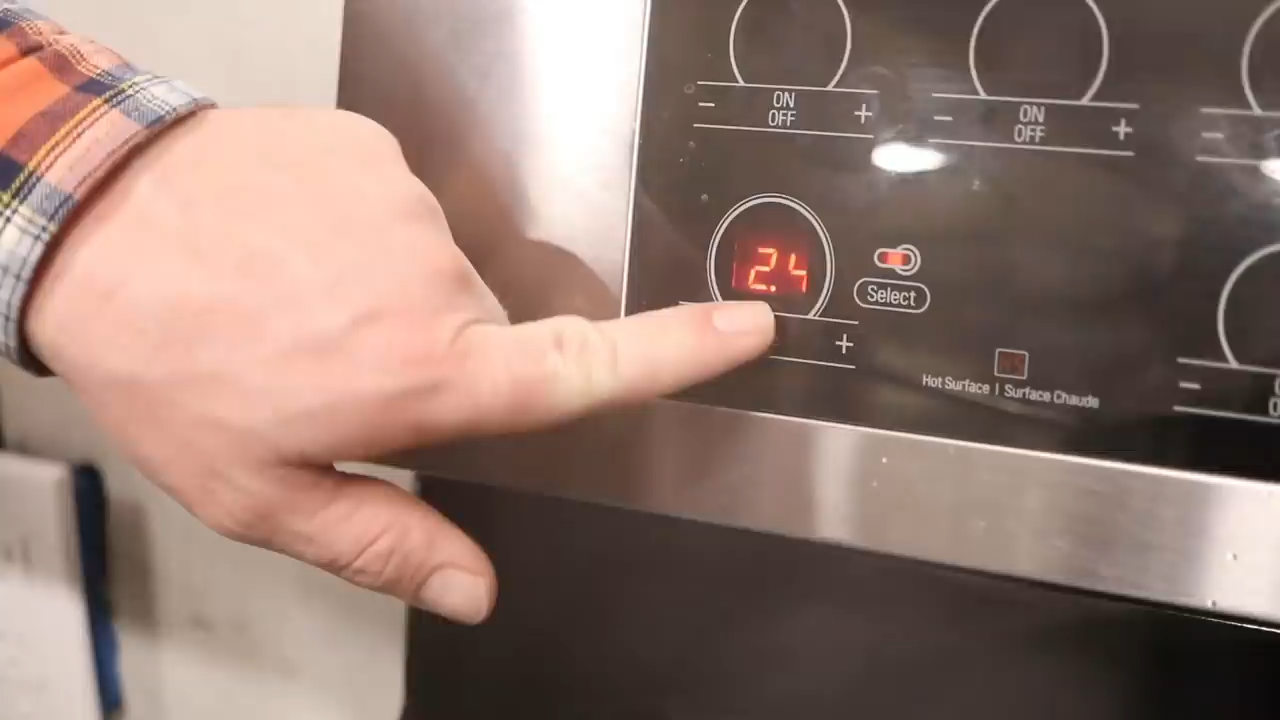 ON
OFF
- +
ON
OFF
- +
-
2.4
Select
+
Hot Surface | Surface Chaude
-